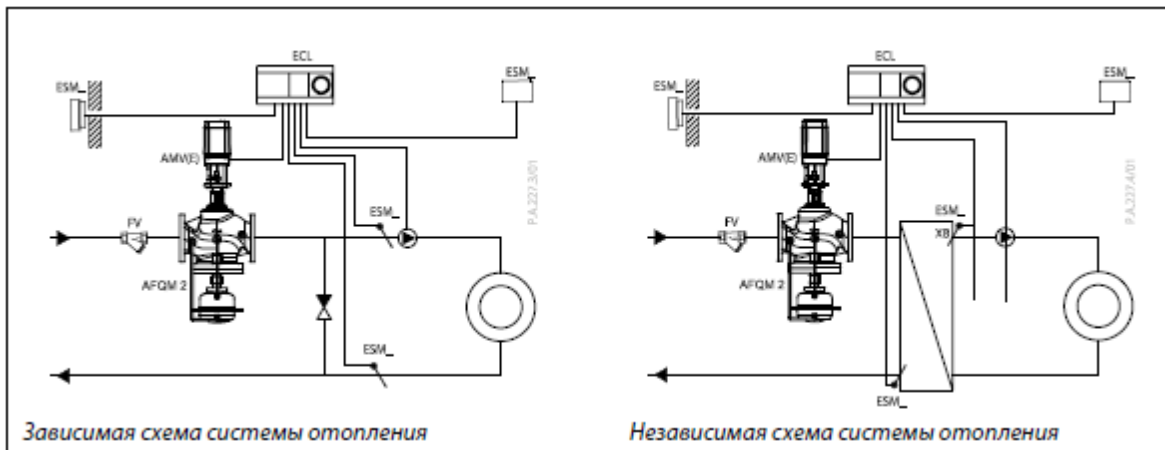 ECL
ESM_
ESM_
AMV(E)
P.A.227.3/01
FV
ESM_
AFQM 2
ESM_
Зависимая схема системы отопления
ECL
ESM_
ESM_
AMV(E)
P.A.227.4/01
FV
ESM_
XB
AFQM 2
ESM_
Независимая схема системы отопления